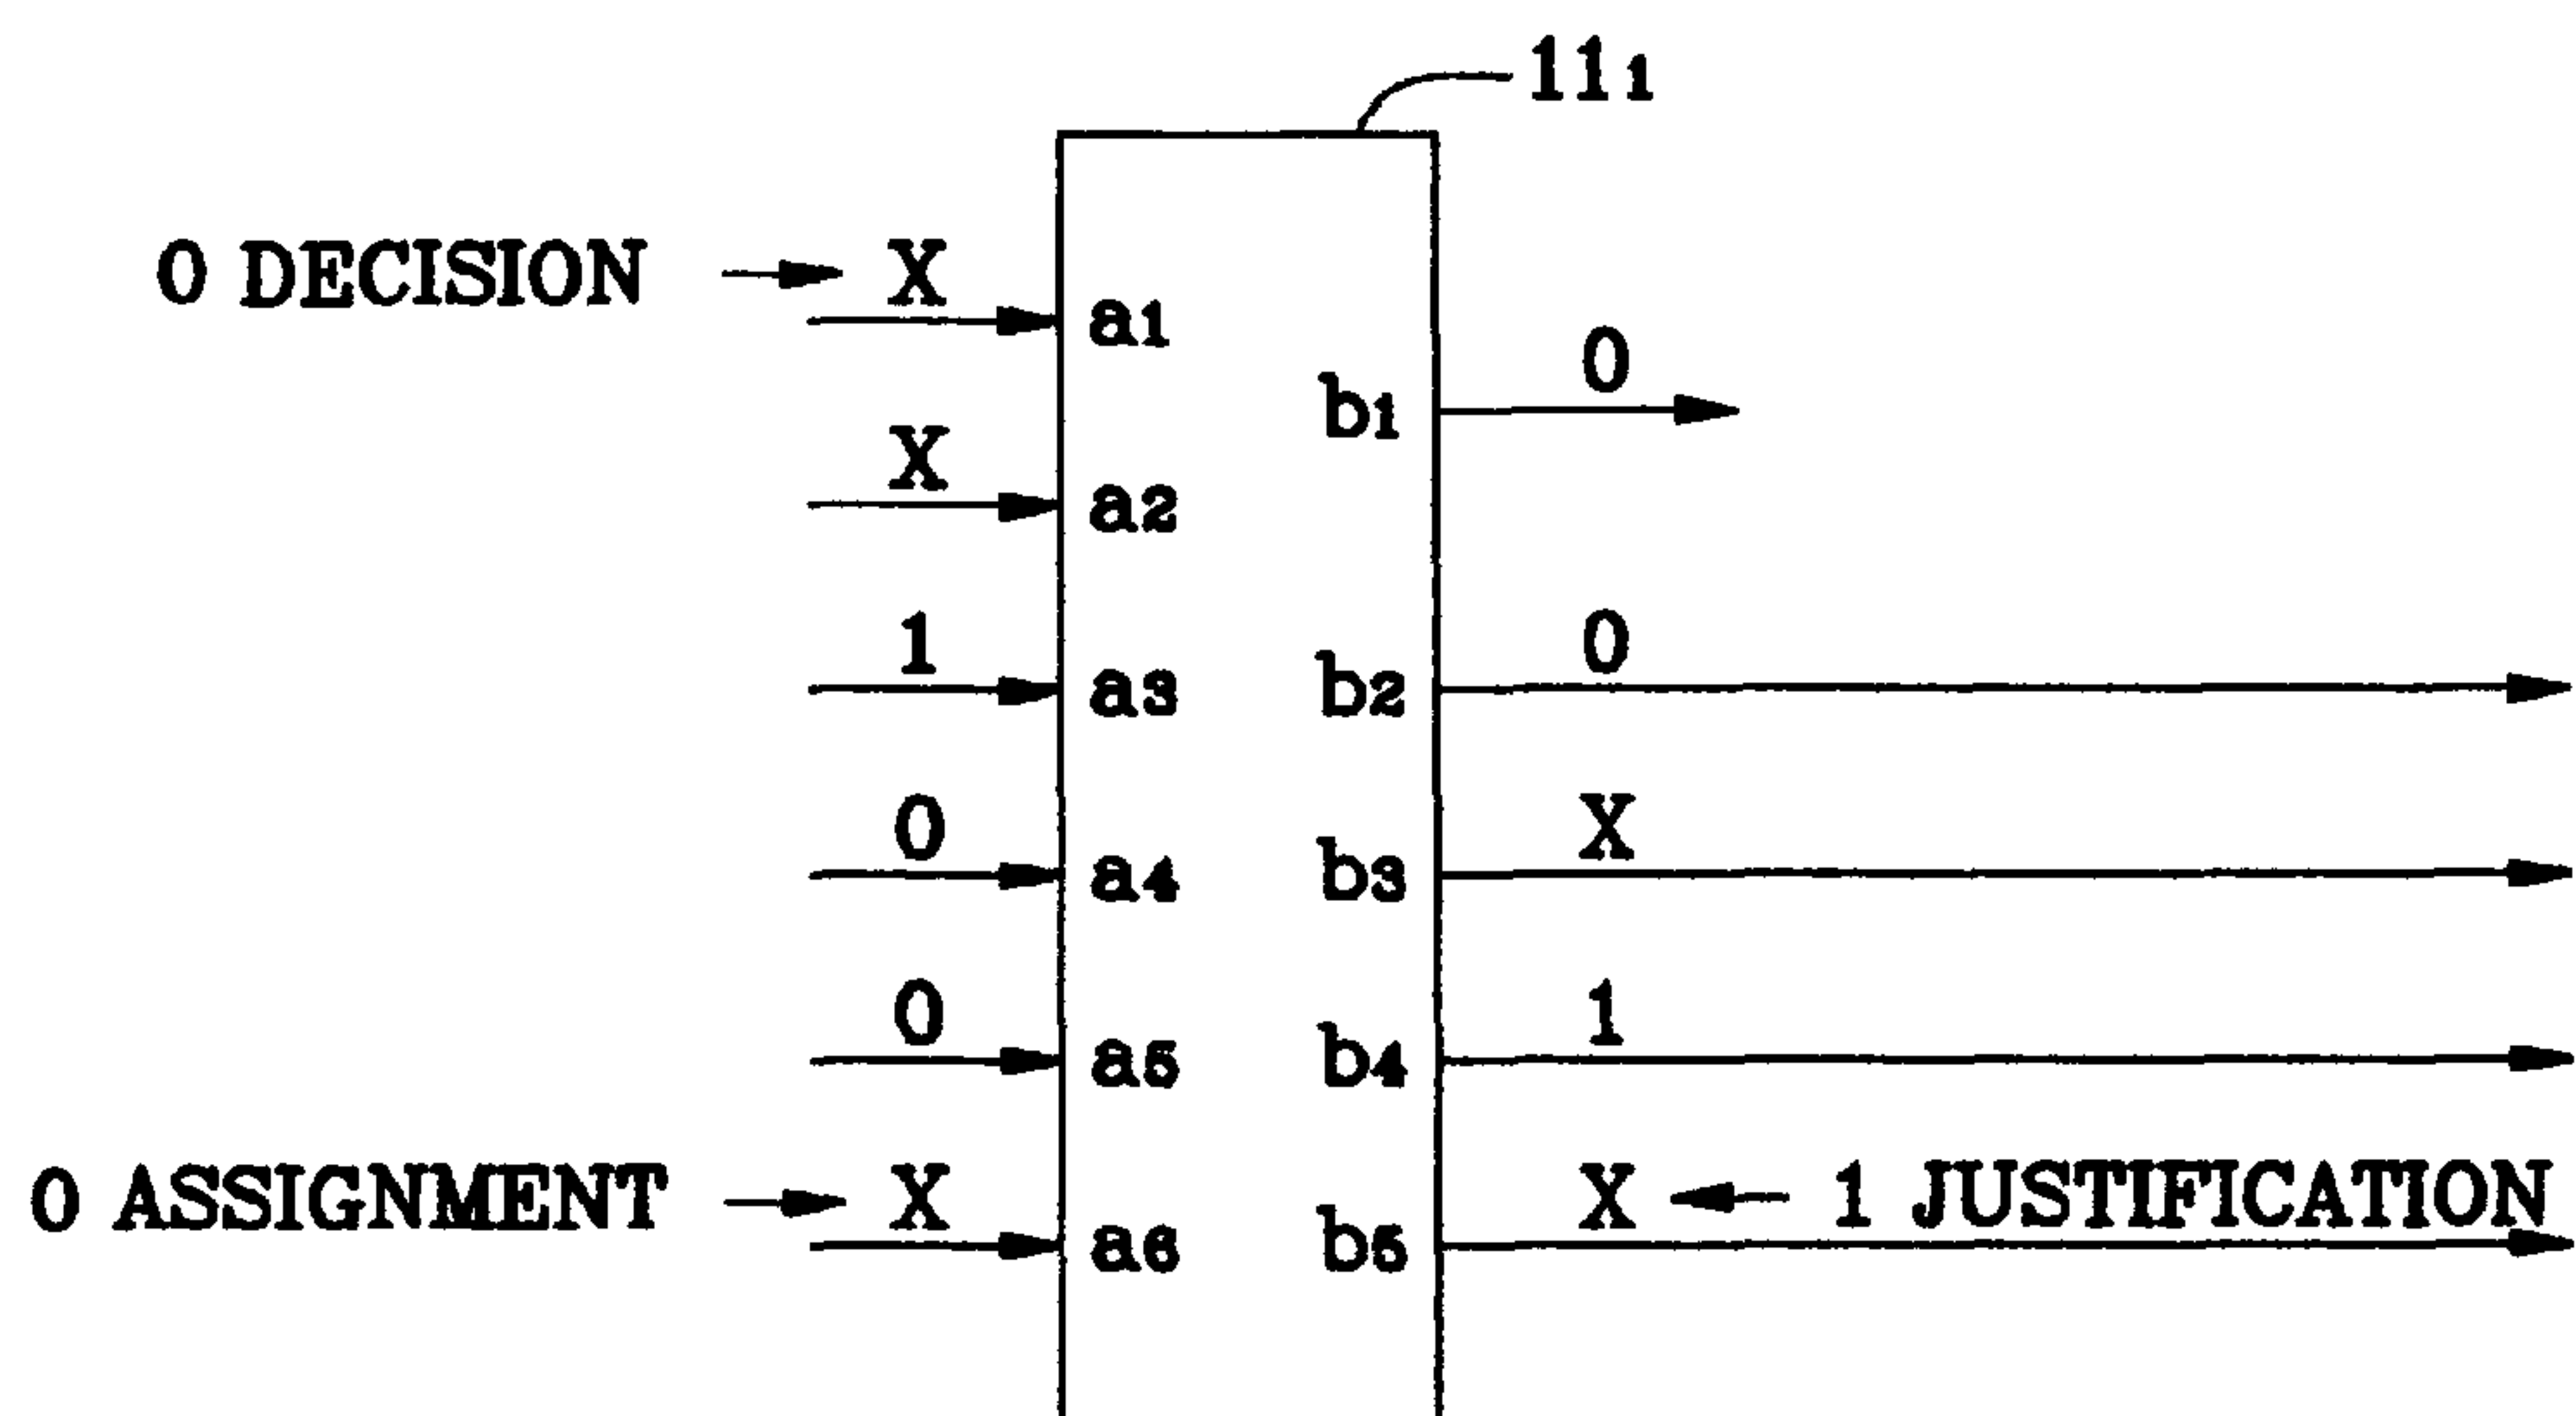 11₁
0 DECISION → X
a1
0
b1
X
a2
1
a3
0
b2
0
a4
X
b3
0
a5
1
b4
0 ASSIGNMENT → X
a6
X ← 1 JUSTIFICATION
b5